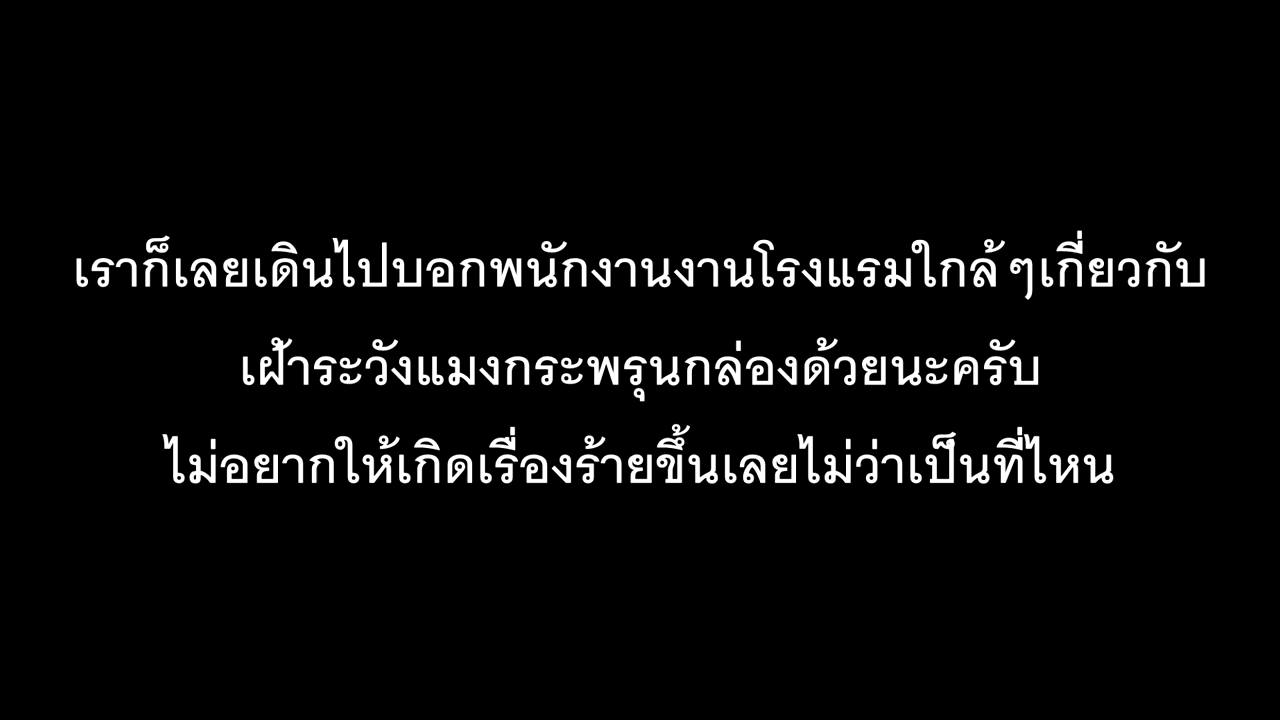 เราก็เลยเดินไปบอกพนักงานงานโรงแรมใกล้ๆเกี่ยวกับ
เฝ้าระวังแมงกระพรุนกล่องด้วยนะครับ
ไม่อยากให้เกิดเรื่องร้ายขึ้นเลยไม่ว่าเป็นที่ไหน